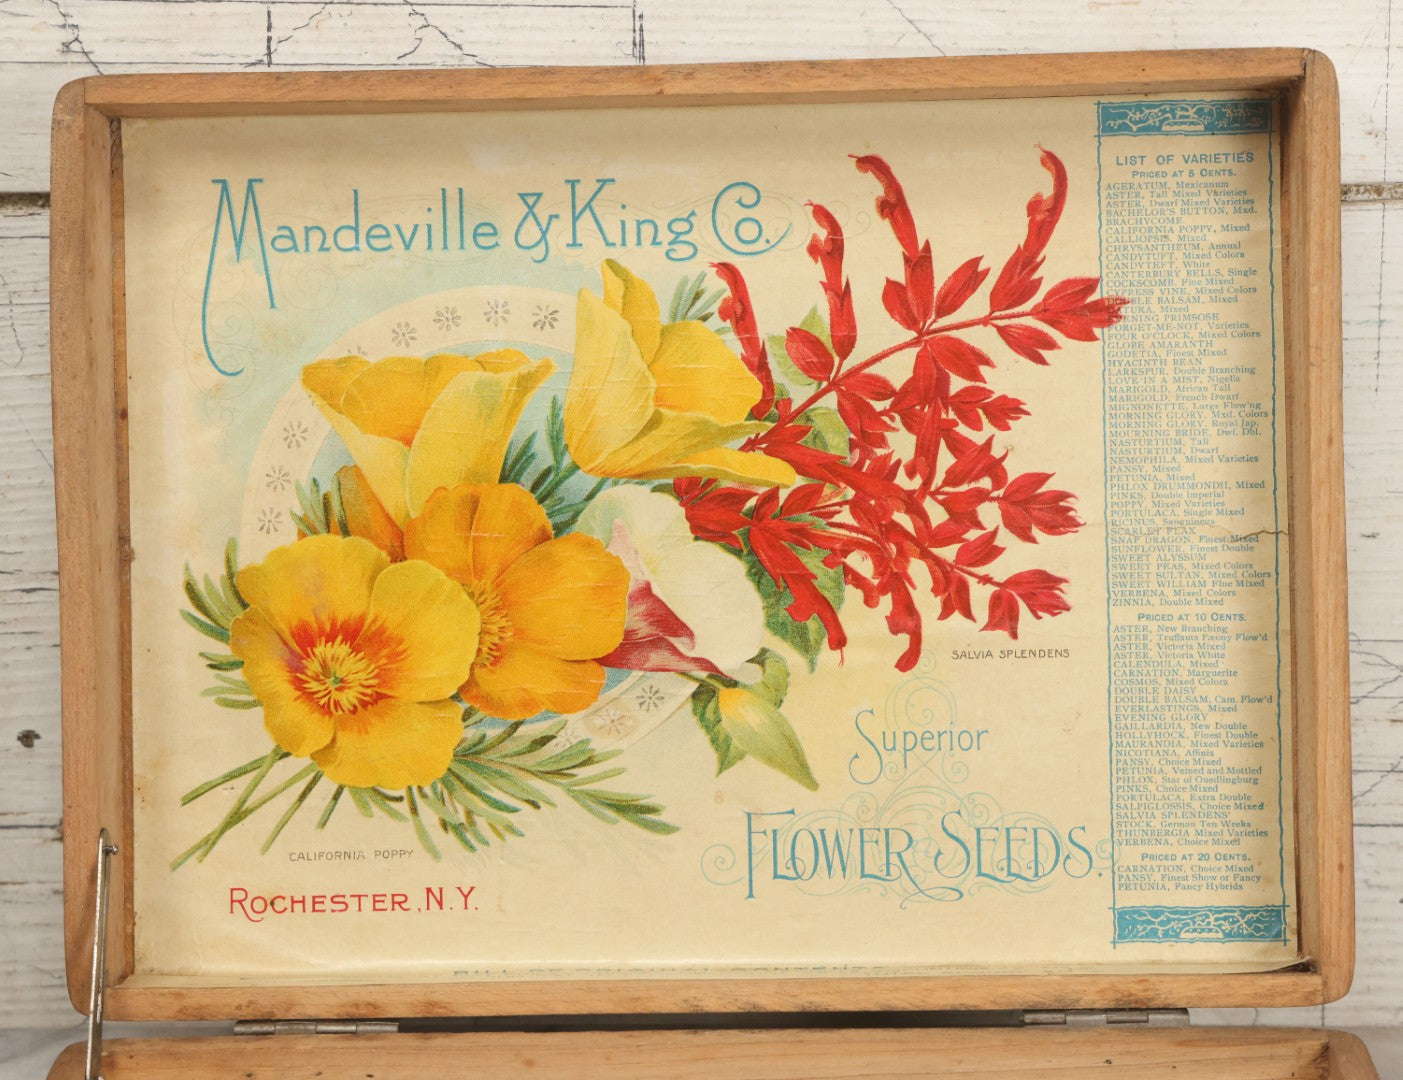 Mandeville & King Co.
SALVIA SPLENDENS
Superior
FLOWER SEEDS.
CALIFORNIA POPPY
ROCHESTER, N.Y.
LIST OF VARIETIES
PRICED AT 5 CENTS.
AGERATUM, Mexicanum
ASTER, Tall Mixed Varieties
ASTER, Dwarf Mixed Varieties
BACHELOR'S BUTTON, Mxd.
BRACHYCOME
CALIFORNIA POPPY, Mixed
CALLIOPSIS, Mixed
CHRYSANTHEUM, Annual
CANDYTUFT, Mixed Colors
CANDYTEFT, White
CANTERBURY BELLS, Single
COCKSCOMB, Fine Mixed
CYPRESS VINE, Mixed Colors
DOUBLE BALSAM, Mixed
DATURA, Mixed
EVENING PRIMSOSE
FORGET-ME-NOT, Varieties
FOUR O'CLOCK, Mixed Colors
GLOBE AMARANTH
GODETIA, Finest Mixed
HYACINTH BEAN
LARKSPUR, Double Branching
LOVE IN A MIST, Nigella
MARIGOLD, African Tall
MARIGOLD, French Dwarf
MIGNONETTE, Large Flow'ng
MORNING GLORY, Mxd. Colors
MORNING GLORY, Royal Jap.
MOURNING BRIDE, Dwf. Dbl.
NASTURTIUM, Tall
NASTURTIUM, Dwarf
NEMOPHILA, Mixed Varieties
PANSY, Mixed
PETUNIA, Mixed
PHLOX DRUMMONDII, Mixed
PINKS, Double Imperial
POPPY, Mixed Varieties
PORTULACA, Single Mixed
RICINUS, Sanguineus
SCARLET FLAX
SNAP DRAGON, Finest Mixed
SUNFLOWER, Finest Double
SWEET ALYSSUM
SWEET PEAS, Mixed Colors
SWEET SULTAN, Mixed Colors
SWEET WILLIAM Fine Mixed
VERBENA, Mixed Colors
ZINNIA, Double Mixed
PRICED AT 10 CENTS.
ASTER, New Branching
ASTER, Truffauts Pæony Flow'd
ASTER, Victoria Mixed
ASTER, Victoria White
CALENDULA, Mixed
CARNATION, Marguerite
COSMOS, Mixed Colors
DOUBLE DAISY
DOUBLE BALSAM, Cam. Flow'd
EVERLASTINGS, Mixed
EVENING GLORY
GAILLARDIA, New Double
HOLLYHOCK, Finest Double
MAURANDIA, Mixed Varieties
NICOTIANA, Affinis
PANSY, Choice Mixed
PETUNIA, Veined and Mottled
PHLOX, Star of Quedlingburg
PINKS, Choice Mixed
PORTULACA, Extra Double
SALPIGLOSSIS, Choice Mixed
SALVIA SPLENDENS
STOCK, German Ten Weeks
THUNBERGIA Mixed Varieties
VERBENA, Choice Mixed
PRICED AT 20 CENTS.
CARNATION, Choice Mixed
PANSY, Finest Show or Fancy
PETUNIA, Fancy Hybrids